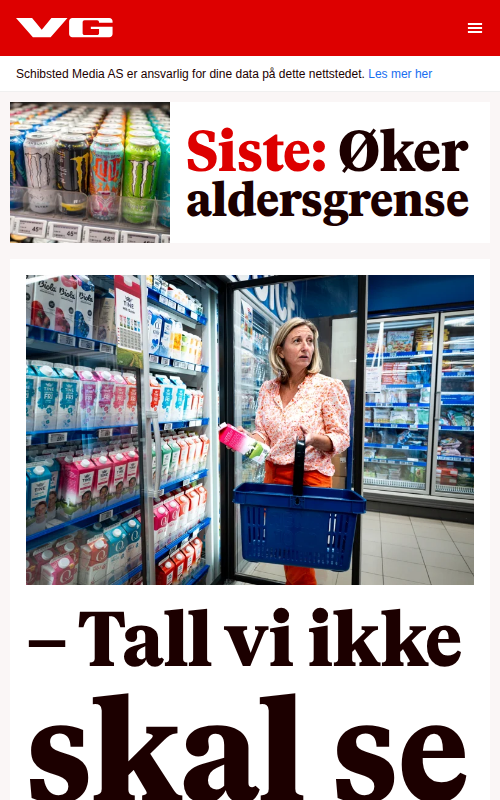 VG
Schibsted Media AS er ansvarlig for dine data på dette nettstedet. Les mer her
Siste: Øker
aldersgrense
– Tall vi ikke
skal se